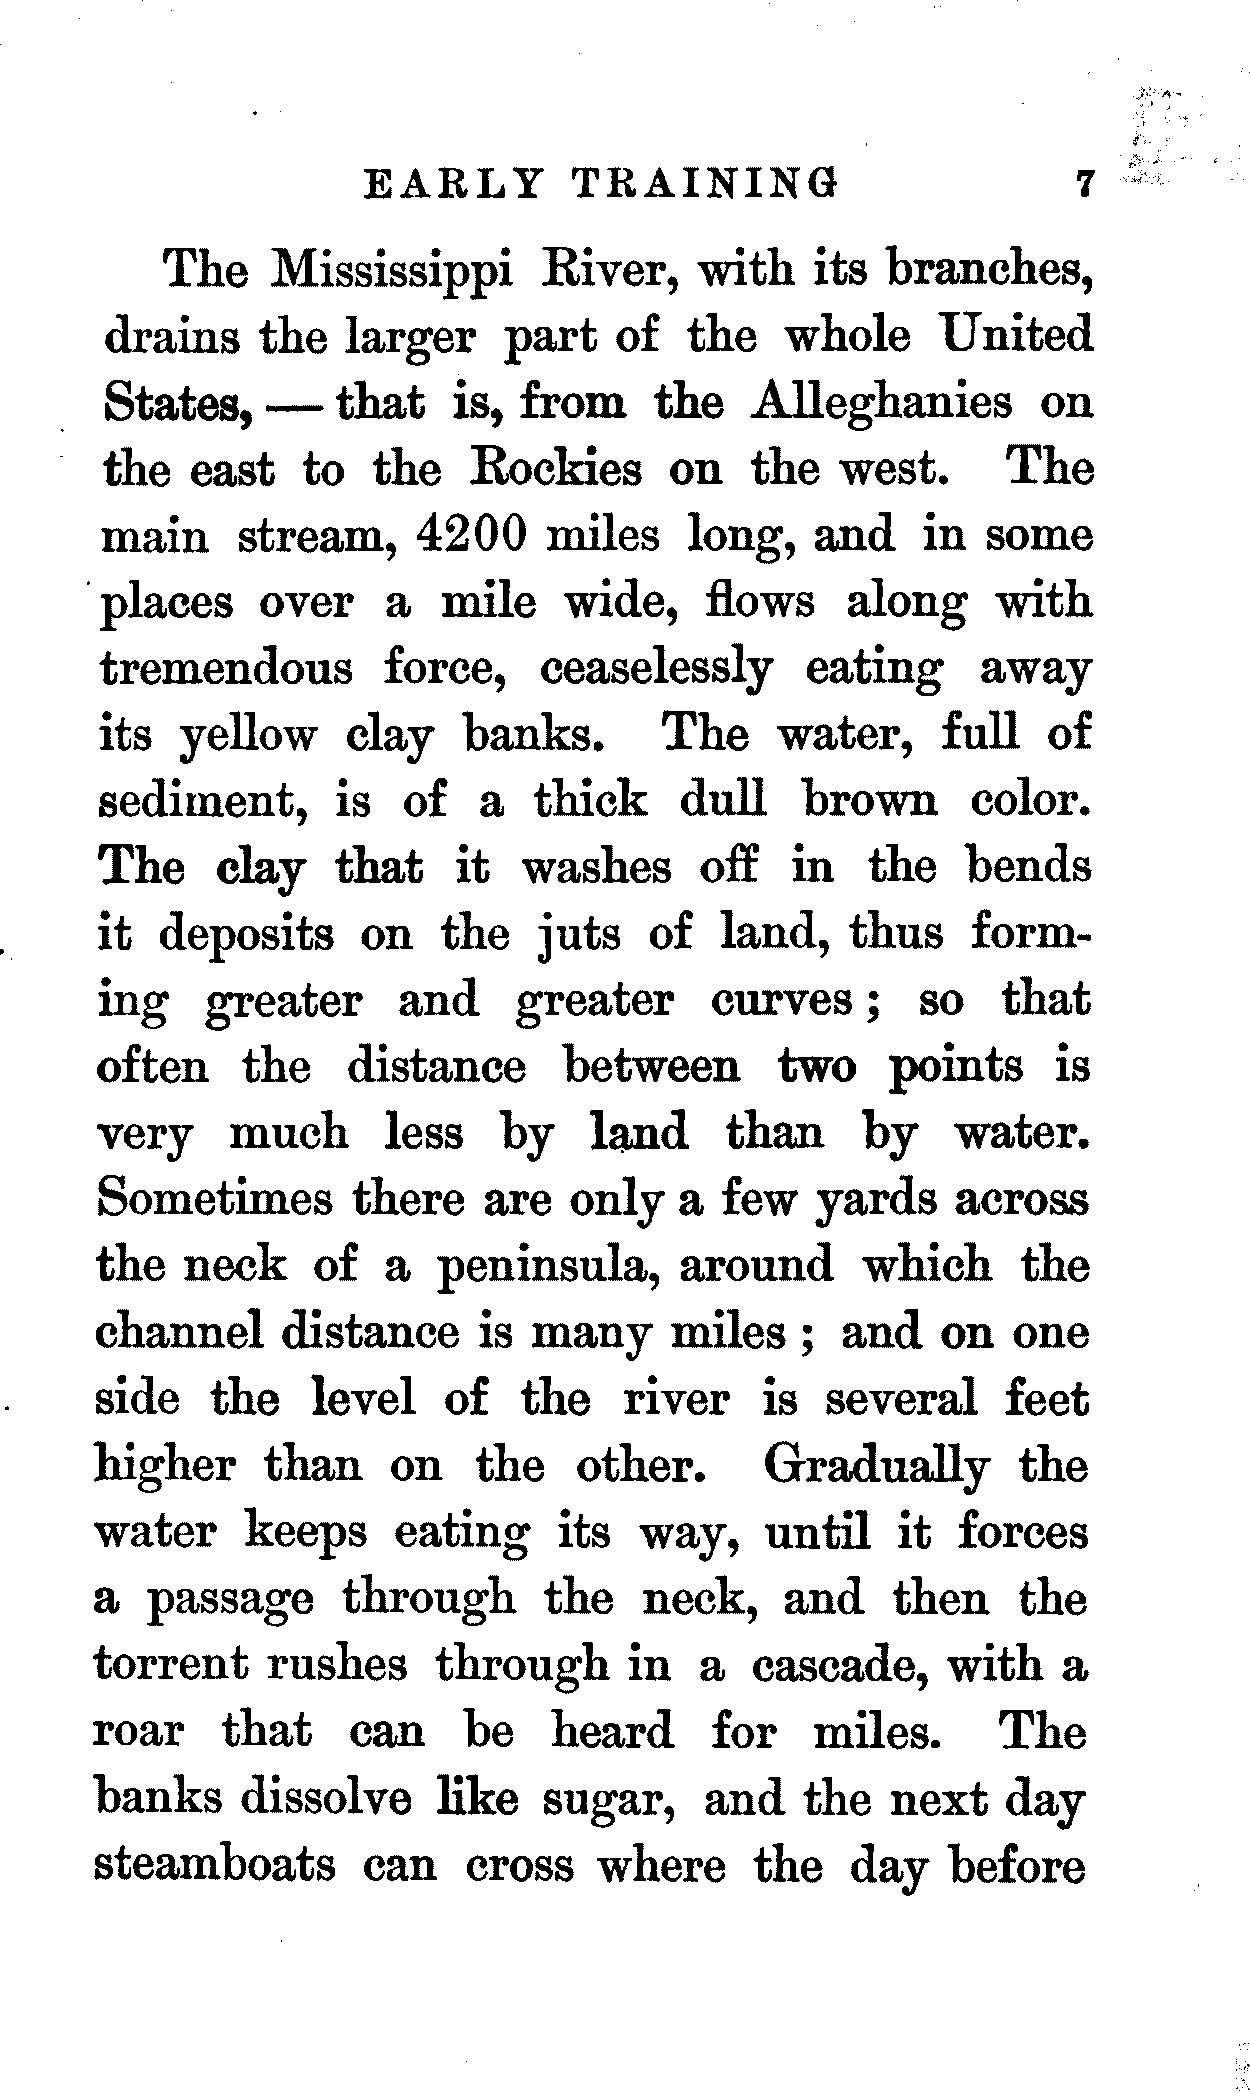 EARLY TRAINING 7
The Mississippi River, with its branches,
drains the larger part of the whole United
States, — that is, from the Alleghanies on
the east to the Rockies on the west. The
main stream, 4200 miles long, and in some
places over a mile wide, flows along with
tremendous force, ceaselessly eating away
its yellow clay banks. The water, full of
sediment, is of a thick dull brown color.
The clay that it washes off in the bends
it deposits on the juts of land, thus form-
ing greater and greater curves; so that
often the distance between two points is
very much less by land than by water.
Sometimes there are only a few yards across
the neck of a peninsula, around which the
channel distance is many miles; and on one
side the level of the river is several feet
higher than on the other. Gradually the
water keeps eating its way, until it forces
a passage through the neck, and then the
torrent rushes through in a cascade, with a
roar that can be heard for miles. The
banks dissolve like sugar, and the next day
steamboats can cross where the day before